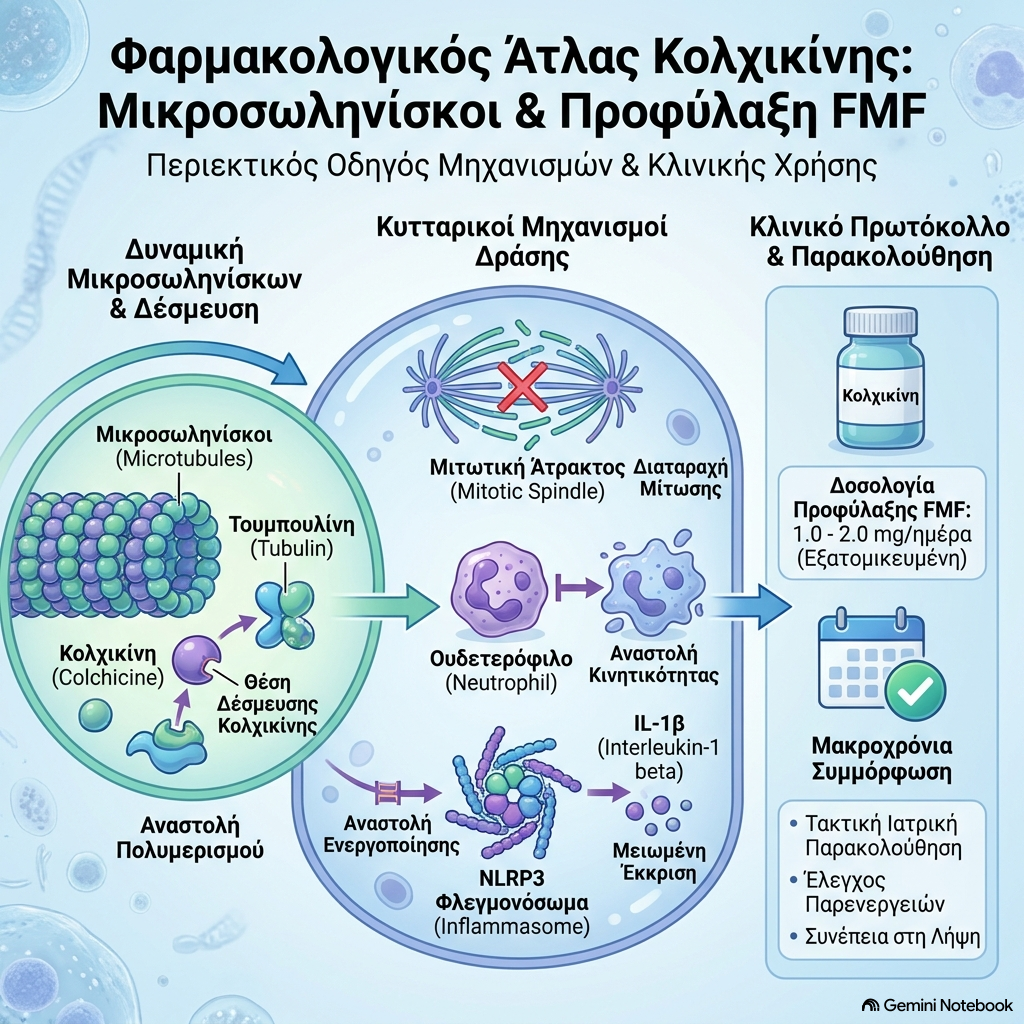 Φαρμακολογικός Άτλας Κολχικίνης:
Μικροσωληνίσκοι & Προφύλαξη FMF
Περιεκτικός Οδηγός Μηχανισμών & Κλινικής Χρήσης
Δυναμική
Μικροσωληνίσκων
& Δέσμευση
Μικροσωληνίσκοι
(Microtubules)
Τουμπουλίνη
(Tubulin)
Κολχικίνη
(Colchicine)
Θέση
Δέσμευσης
Κολχικίνης
Αναστολή
Πολυμερισμού
Κυτταρικοί Μηχανισμοί
Δράσης
Μιτωτική Άτρακτος
(Mitotic Spindle)
Διαταραχή
Μίτωσης
Ουδετερόφιλο
(Neutrophil)
Αναστολή
Κινητικότητας
IL-1β
(Interleukin-1
beta)
Αναστολή
Ενεργοποίησης
Μειωμένη
Έκκριση
NLRP3
Φλεγμονόσωμα
(Inflammasome)
Κλινικό Πρωτόκολλο
& Παρακολούθηση
Κολχικίνη
Δοσολογία
Προφύλαξης FMF:
1.0 - 2.0 mg/ημέρα
(Εξατομικευμένη)
Μακροχρόνια
Συμμόρφωση
• Τακτική Ιατρική
Παρακολούθηση
• Έλεγχος
Παρενεργειών
• Συνέπεια στη Λήψη
Gemini Notebook